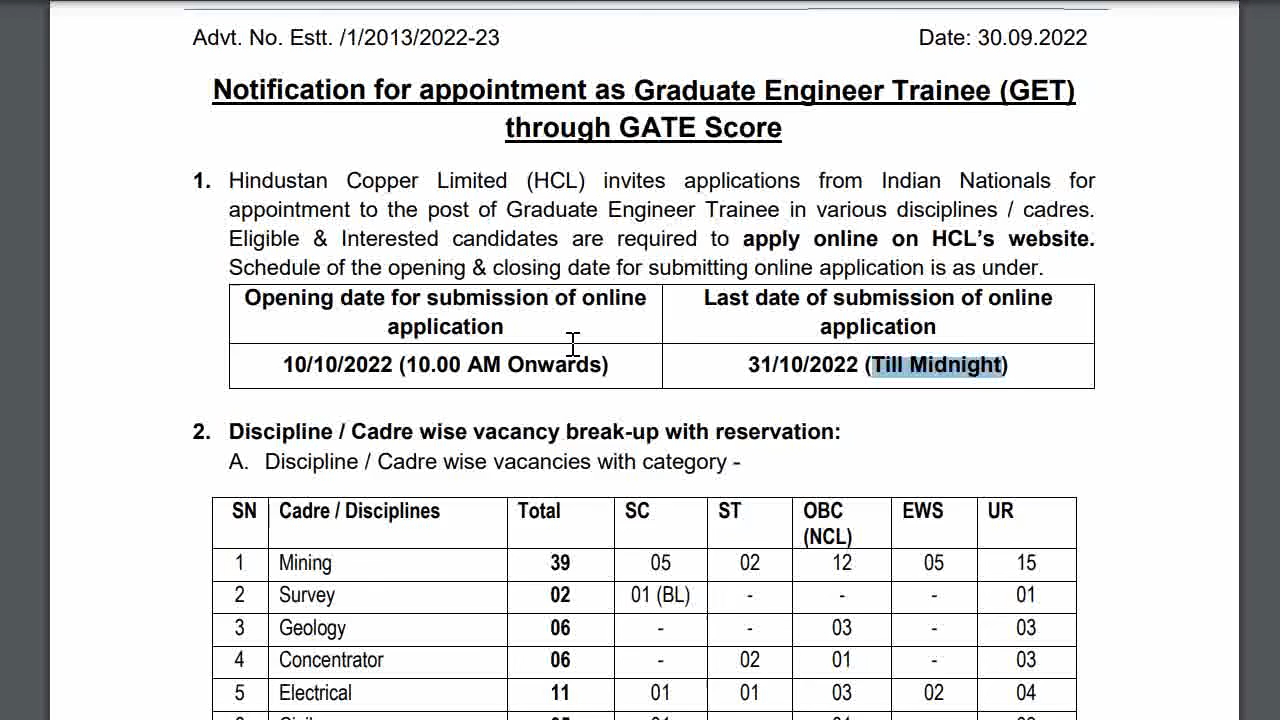 Advt. No. Estt. /1/2013/2022-23 Date: 30.09.2022
Notification for appointment as Graduate Engineer Trainee (GET)
through GATE Score
1. Hindustan Copper Limited (HCL) invites applications from Indian Nationals for
appointment to the post of Graduate Engineer Trainee in various disciplines / cadres.
Eligible & Interested candidates are required to apply online on HCL’s website.
Schedule of the opening & closing date for submitting online application is as under.
Opening date for submission of online application Last date of submission of online application
10/10/2022 (10.00 AM Onwards) 31/10/2022 (Till Midnight)
2. Discipline / Cadre wise vacancy break-up with reservation:
A. Discipline / Cadre wise vacancies with category -
SN Cadre / Disciplines Total SC ST OBC (NCL) EWS UR
1 Mining 39 05 02 12 05 15
2 Survey 02 01 (BL) - - - 01
3 Geology 06 - - 03 - 03
4 Concentrator 06 - 02 01 - 03
5 Electrical 11 01 01 03 02 04